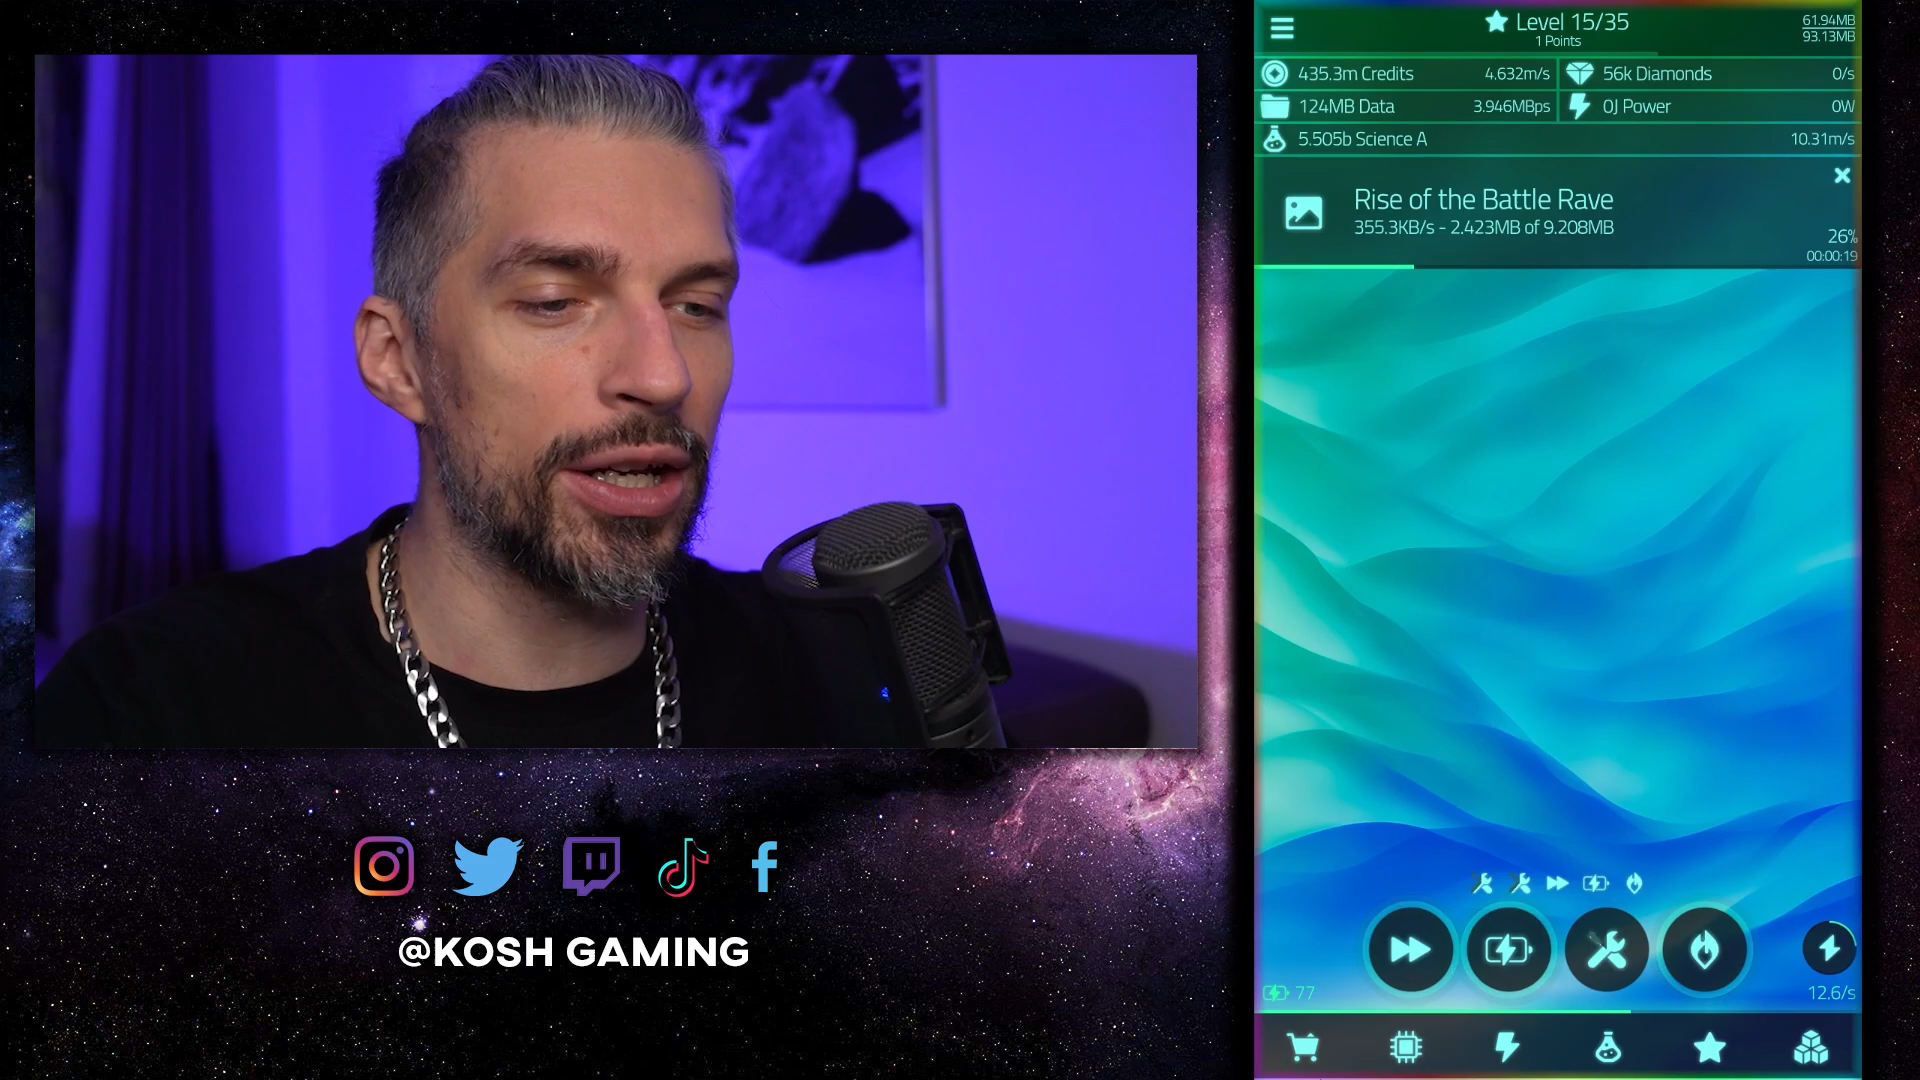 Level 15/35
1 Points
61.94MB
93.13MB
435.3m Credits 4.632m/s
56k Diamonds 0/s
124MB Data 3.946MBps
0J Power 0W
5.505b Science A 10.31m/s
Rise of the Battle Rave
355.3KB/s - 2.423MB of 9.208MB
26%
00:00:19
77
12.6/s
@KOSH GAMING